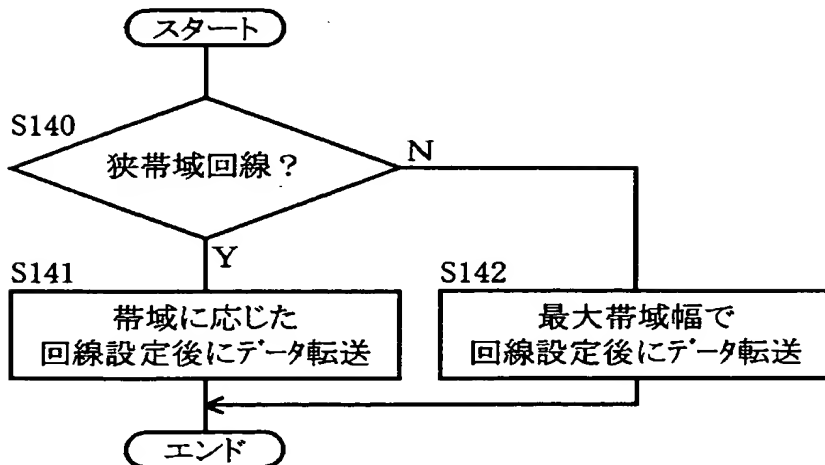 スタート
S140
狭帯域回線?
N
Y
S141
帯域に応じた
回線設定後にデータ転送
S142
最大帯域幅で
回線設定後にデータ転送
エンド